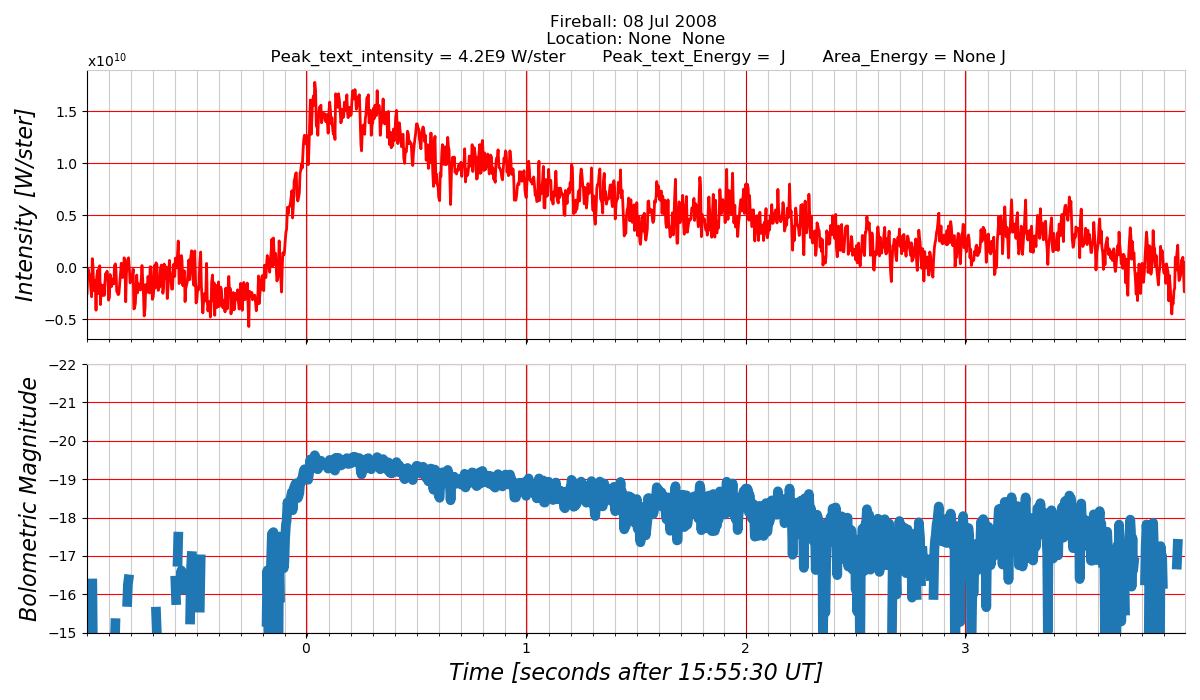 Fireball: 08 Jul 2008
Location: None  None
Peak_text_intensity = 4.2E9 W/ster       Peak_text_Energy =  J       Area_Energy = None J
x10¹⁰
1.5
1.0
0.5
0.0
−0.5
Intensity [W/ster]
−22
−21
−20
−19
−18
−17
−16
−15
Bolometric Magnitude
0 1 2 3
Time [seconds after 15:55:30 UT]